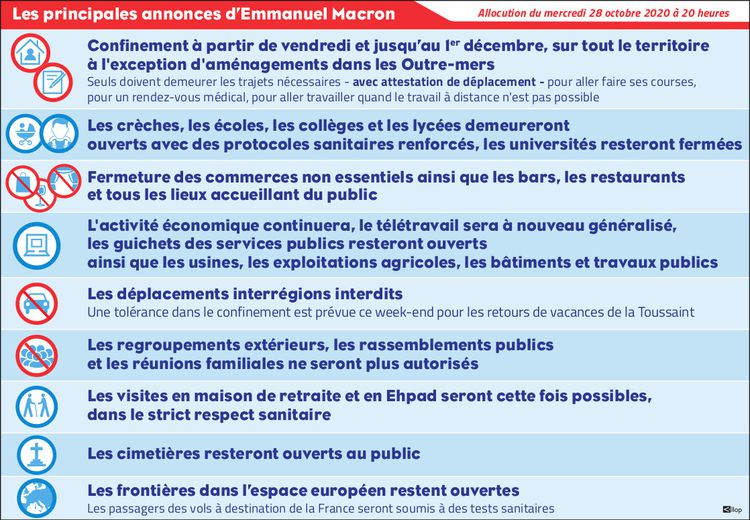 Les principales annonces d'Emmanuel Macron
Allocution du mercredi 28 octobre 2020 à 20 heures
Confinement à partir de vendredi et jusqu'au 1er décembre, sur tout le territoire
à l'exception d'aménagements dans les Outre-mers
Seuls doivent demeurer les trajets nécessaires - avec attestation de déplacement - pour aller faire ses courses,
pour un rendez-vous médical, pour aller travailler quand le travail à distance n'est pas possible
Les crèches, les écoles, les collèges et les lycées demeureront
ouverts avec des protocoles sanitaires renforcés, les universités resteront fermées
Fermeture des commerces non essentiels ainsi que les bars, les restaurants
et tous les lieux accueillant du public
L'activité économique continuera, le télétravail sera à nouveau généralisé,
les guichets des services publics resteront ouverts
ainsi que les usines, les exploitations agricoles, les bâtiments et travaux publics
Les déplacements interrégions interdits
Une tolérance dans le confinement est prévue ce week-end pour les retours de vacances de la Toussaint
Les regroupements extérieurs, les rassemblements publics
et les réunions familiales ne seront plus autorisés
Les visites en maison de retraite et en Ehpad seront cette fois possibles,
dans le strict respect sanitaire
Les cimetières resteront ouverts au public
Les frontières dans l'espace européen restent ouvertes
Les passagers des vols à destination de la France seront soumis à des tests sanitaires
illop